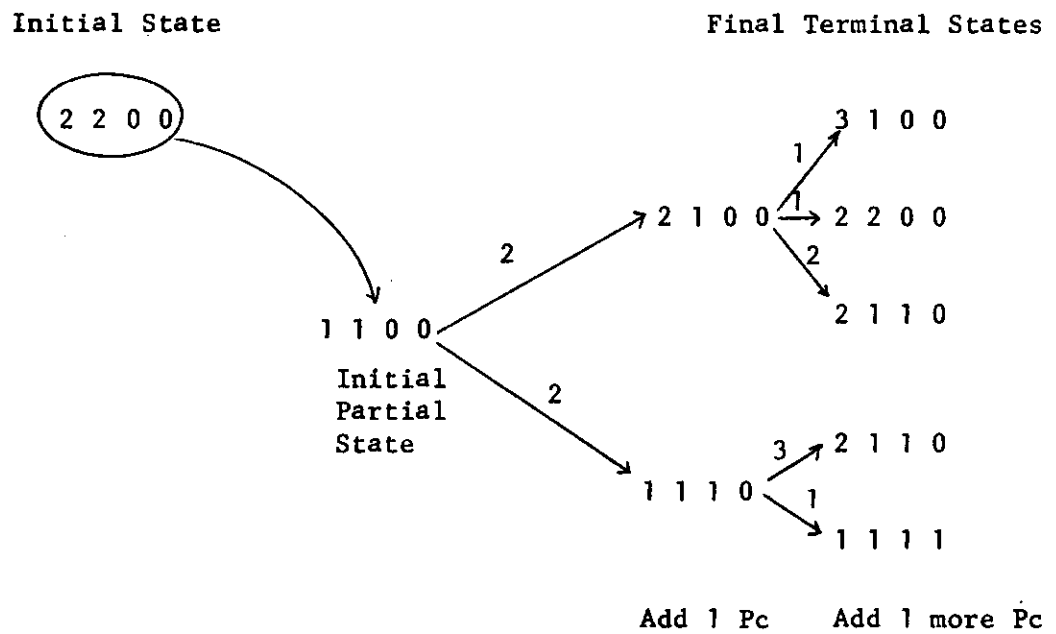 Initial State
Final Terminal States
2 2 0 0
3 1 0 0
1
2 1 0 0
1
2 2 0 0
2
2
2 1 1 0
1 1 0 0
Initial
Partial
State
2
3
2 1 1 0
1 1 1 0
1
1 1 1 1
Add 1 Pc
Add 1 more Pc